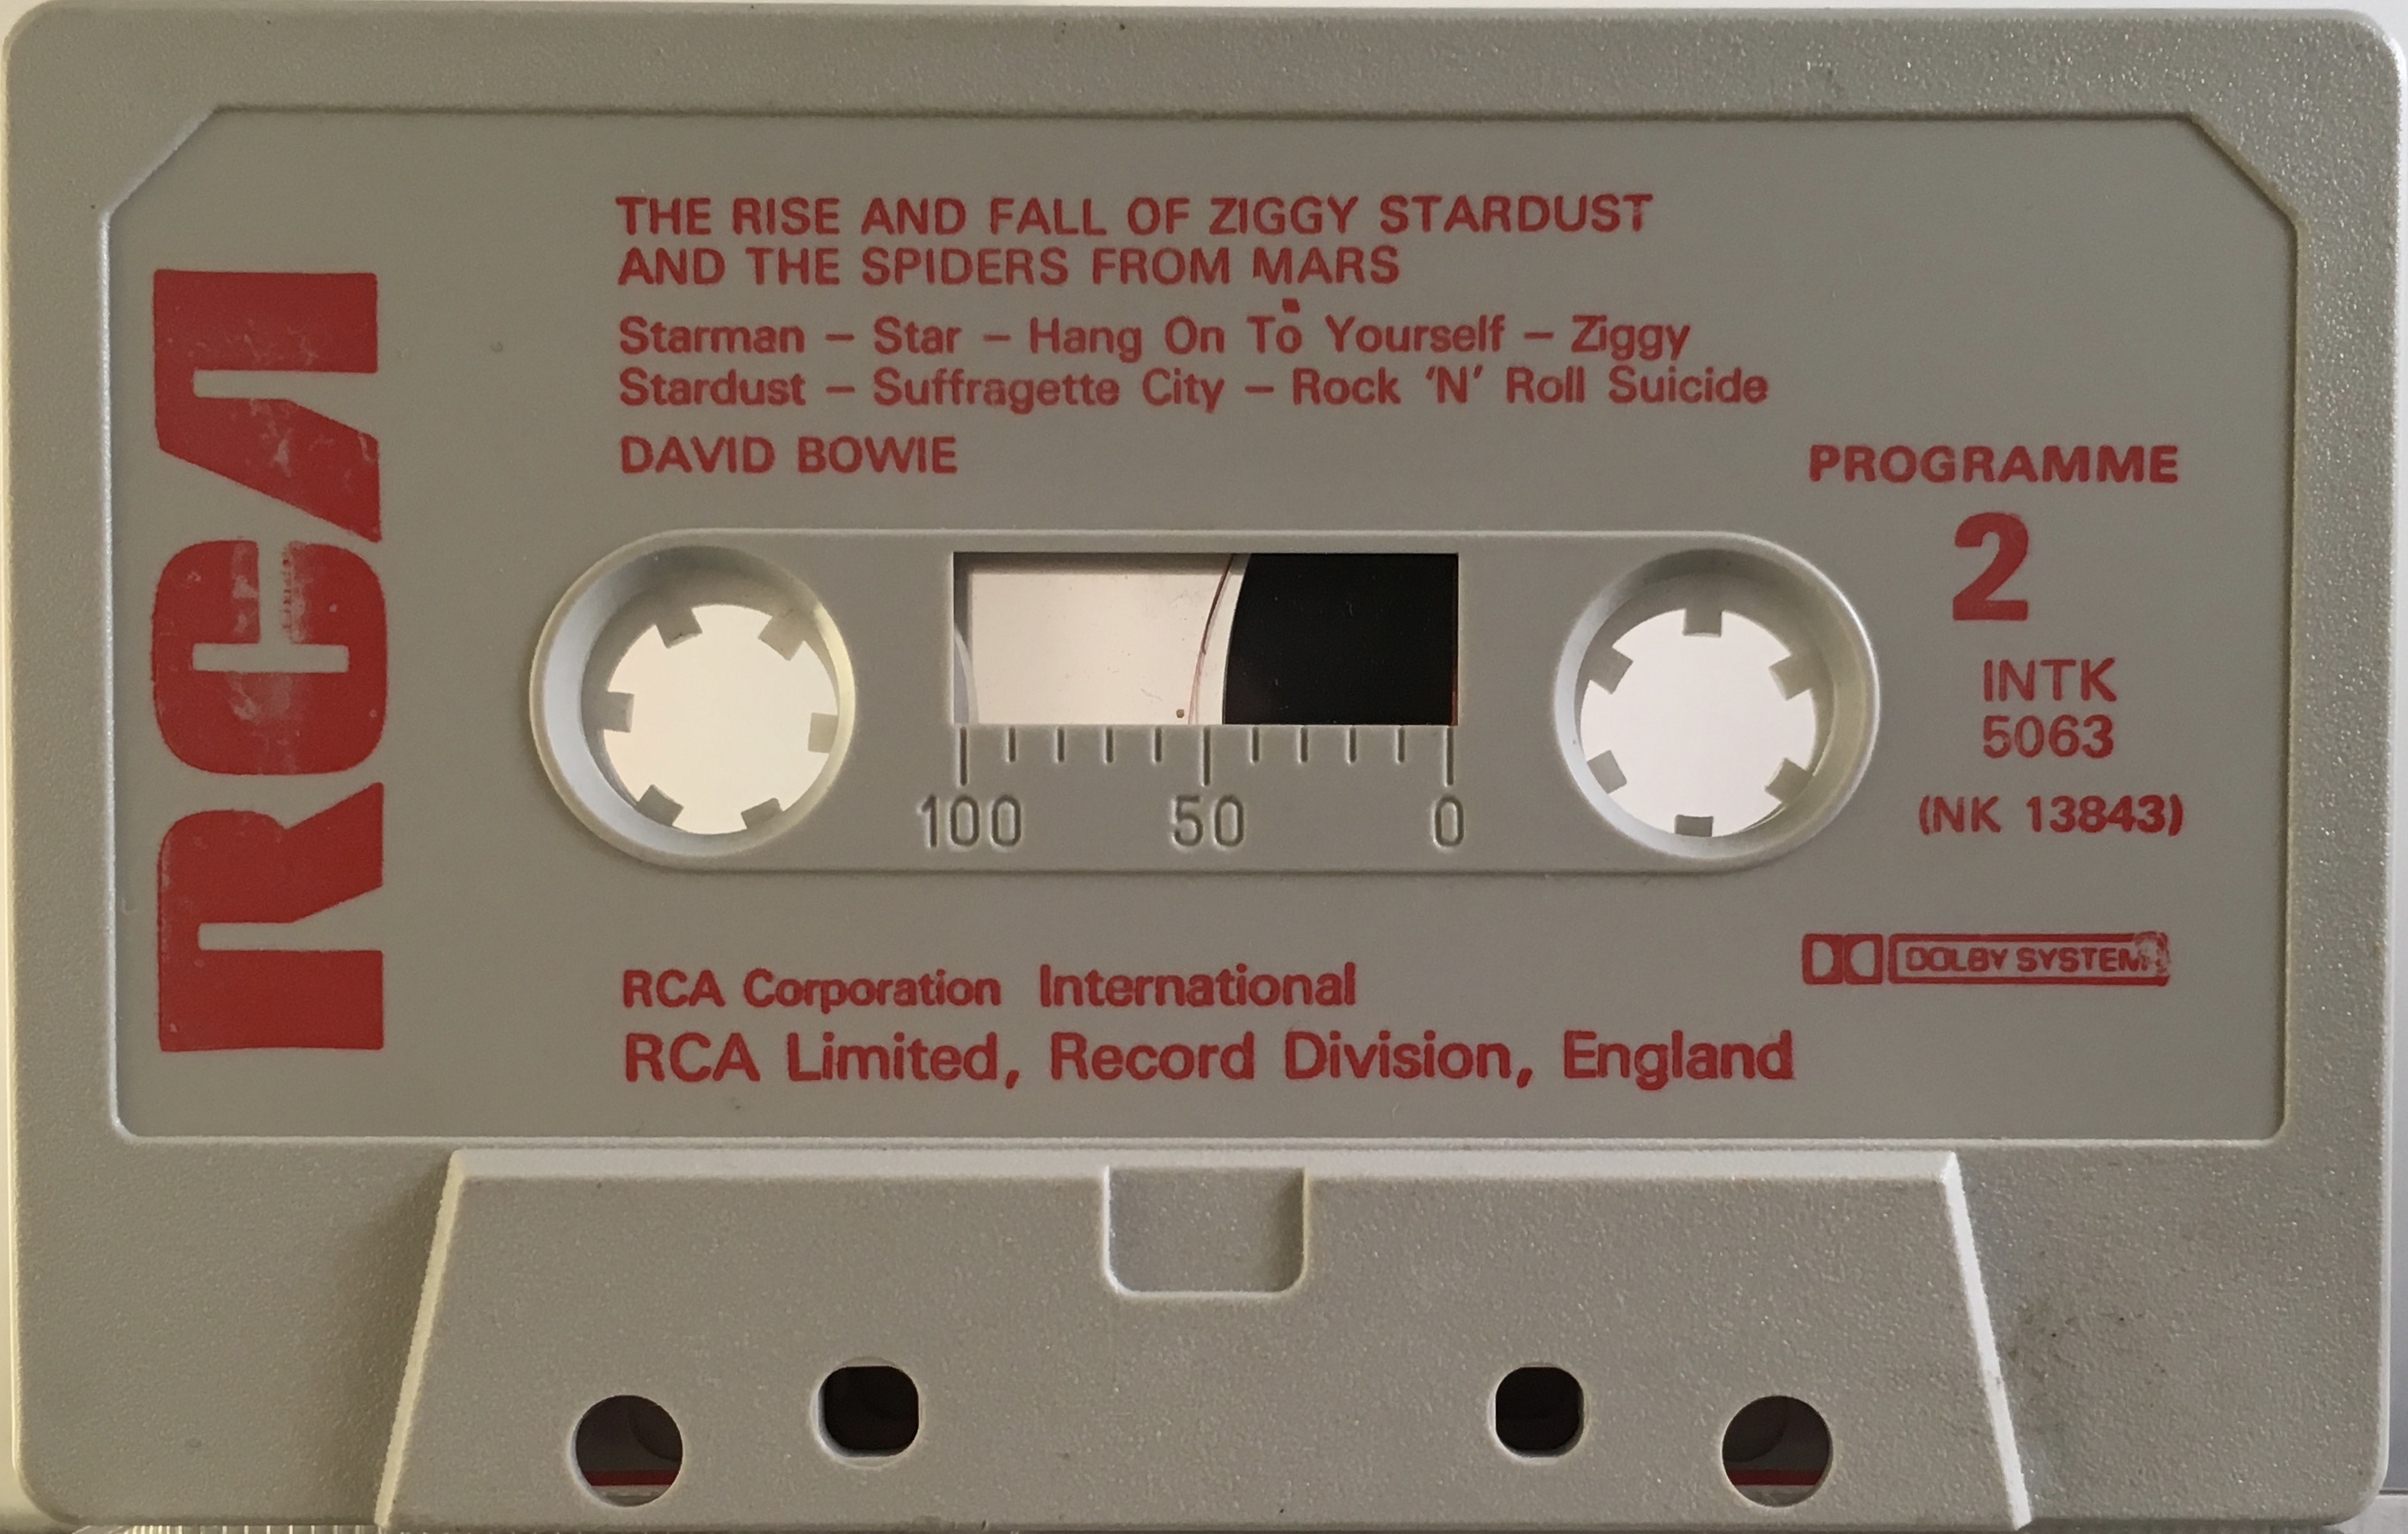 RCA
THE RISE AND FALL OF ZIGGY STARDUST
AND THE SPIDERS FROM MARS
Starman – Star – Hang On To Yourself – Ziggy
Stardust – Suffragette City – Rock ‘N’ Roll Suicide
DAVID BOWIE
PROGRAMME
2
INTK
5063
(NK 13843)
100 50 0
DOLBY SYSTEM
RCA Corporation International
RCA Limited, Record Division, England